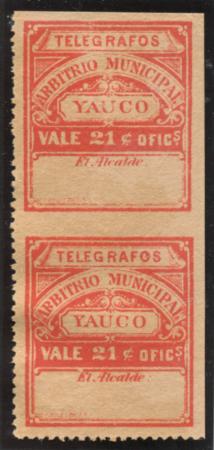 TELEGRAFOS
ARBITRIO MUNICIPAL
YAUCO
VALE 21 ¢ OFICˢ
El Alcalde.
TELEGRAFOS
ARBITRIO MUNICIPAL
YAUCO
VALE 21 ¢ OFICˢ
El Alcalde: